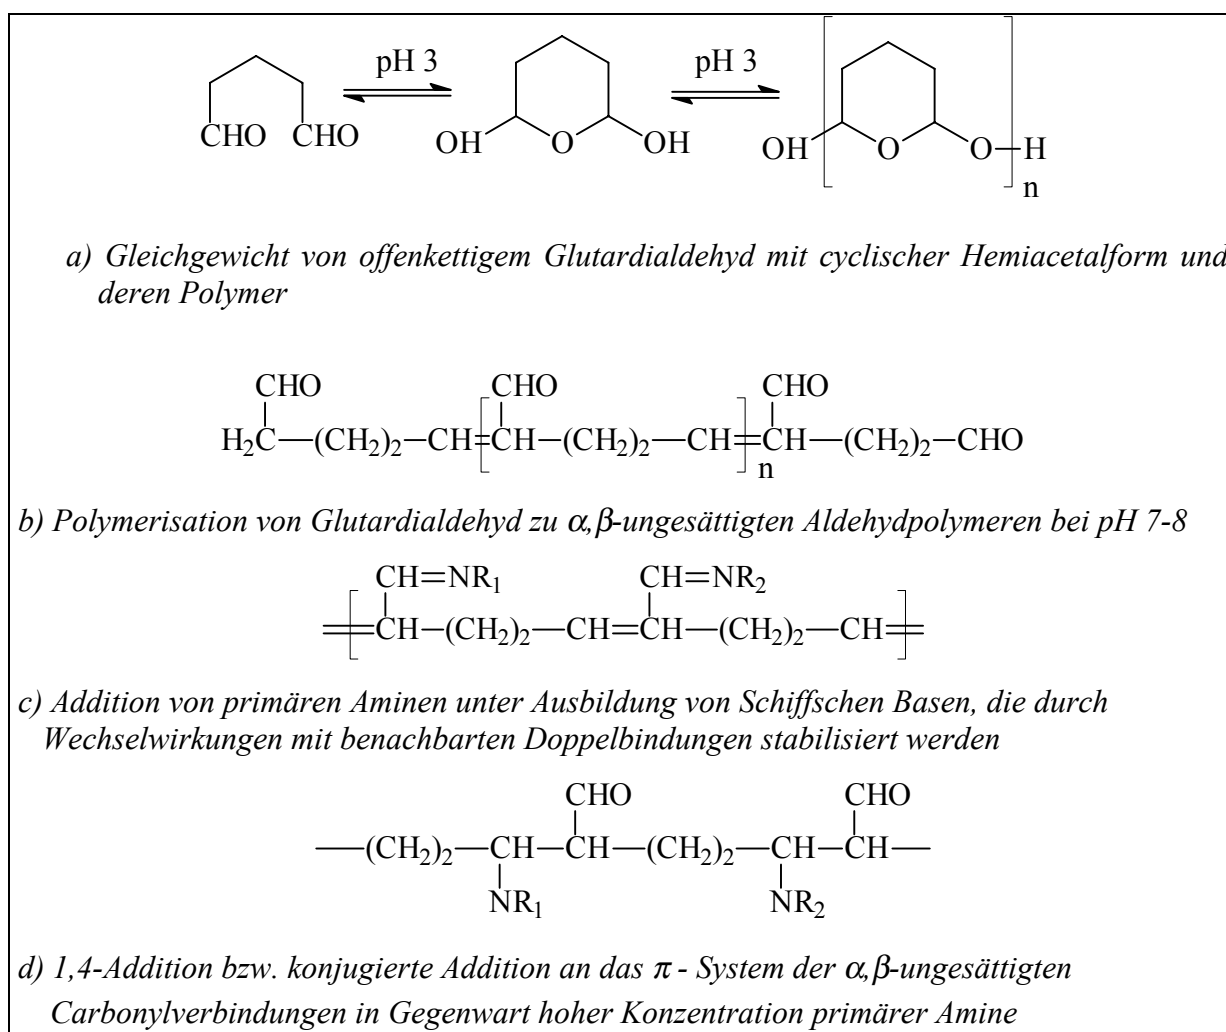 pH 3 pH 3
CHO CHO OH O OH OH O O H n
a) Gleichgewicht von offenkettigem Glutardialdehyd mit cyclischer Hemiacetalform und
deren Polymer
CHO CHO CHO
H₂C—(CH₂)₂—CH=[CH—(CH₂)₂—CH]=CH—(CH₂)₂—CHO
n
b) Polymerisation von Glutardialdehyd zu α,β-ungesättigten Aldehydpolymeren bei pH 7-8
CH=NR₁ CH=NR₂
=[CH—(CH₂)₂—CH=CH—(CH₂)₂—CH]=
c) Addition von primären Aminen unter Ausbildung von Schiffschen Basen, die durch
Wechselwirkungen mit benachbarten Doppelbindungen stabilisiert werden
CHO CHO
—(CH₂)₂—CH—CH—(CH₂)₂—CH—CH—
NR₁ NR₂
d) 1,4-Addition bzw. konjugierte Addition an das π - System der α,β-ungesättigten
Carbonylverbindungen in Gegenwart hoher Konzentration primärer Amine